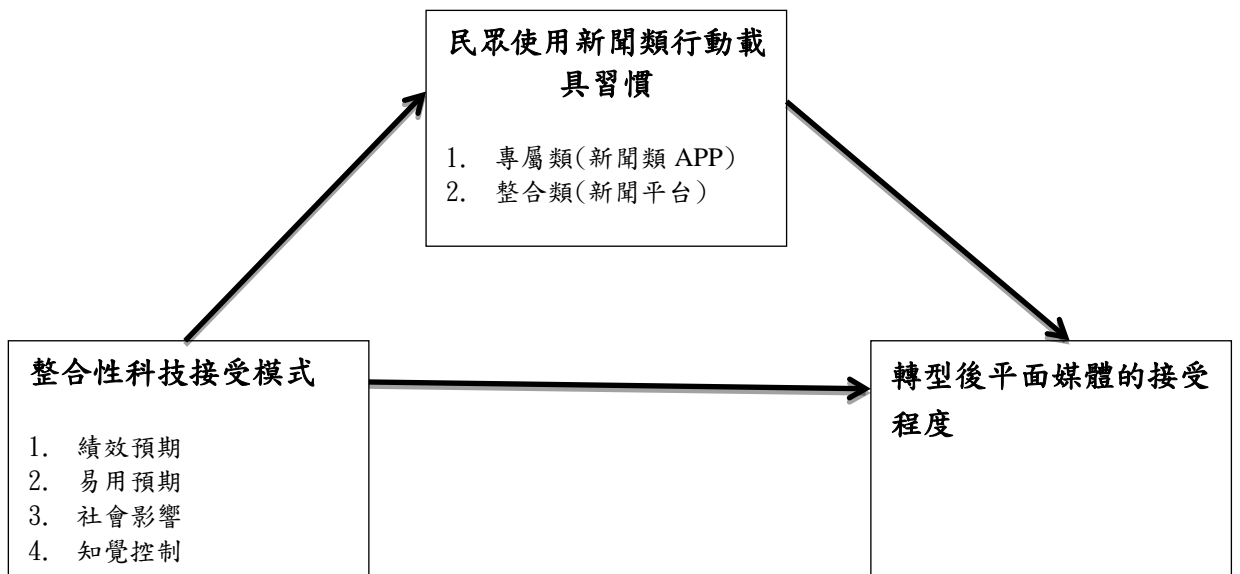 民眾使用新聞類行動載
具習慣
1. 專屬類(新聞類 APP)
2. 整合類(新聞平台)
整合性科技接受模式
1. 績效預期
2. 易用預期
3. 社會影響
4. 知覺控制
轉型後平面媒體的接受
程度